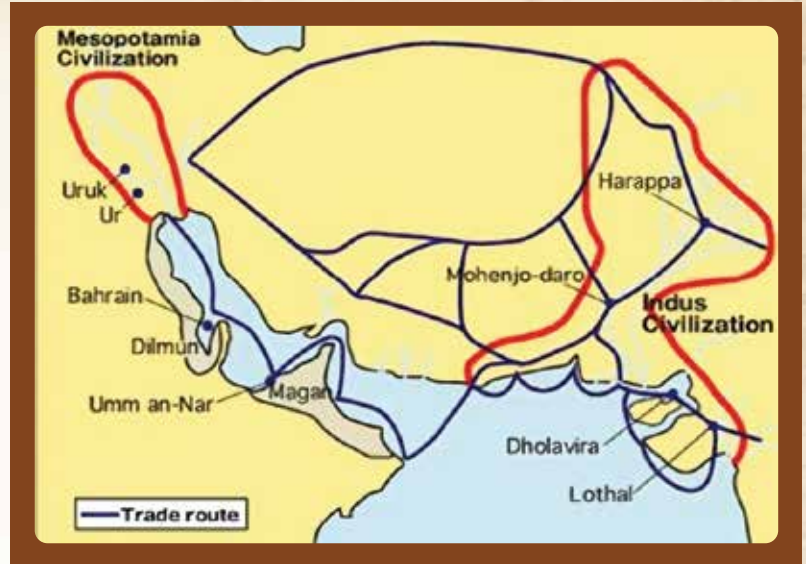 Mesopotamia
Civilization
Uruk
Ur
Harappa
Mohenjo-daro
Bahrain
Indus
Civilization
Dilmun
Umm an-Nar
Magan
Dholavira
Lothal
Trade route